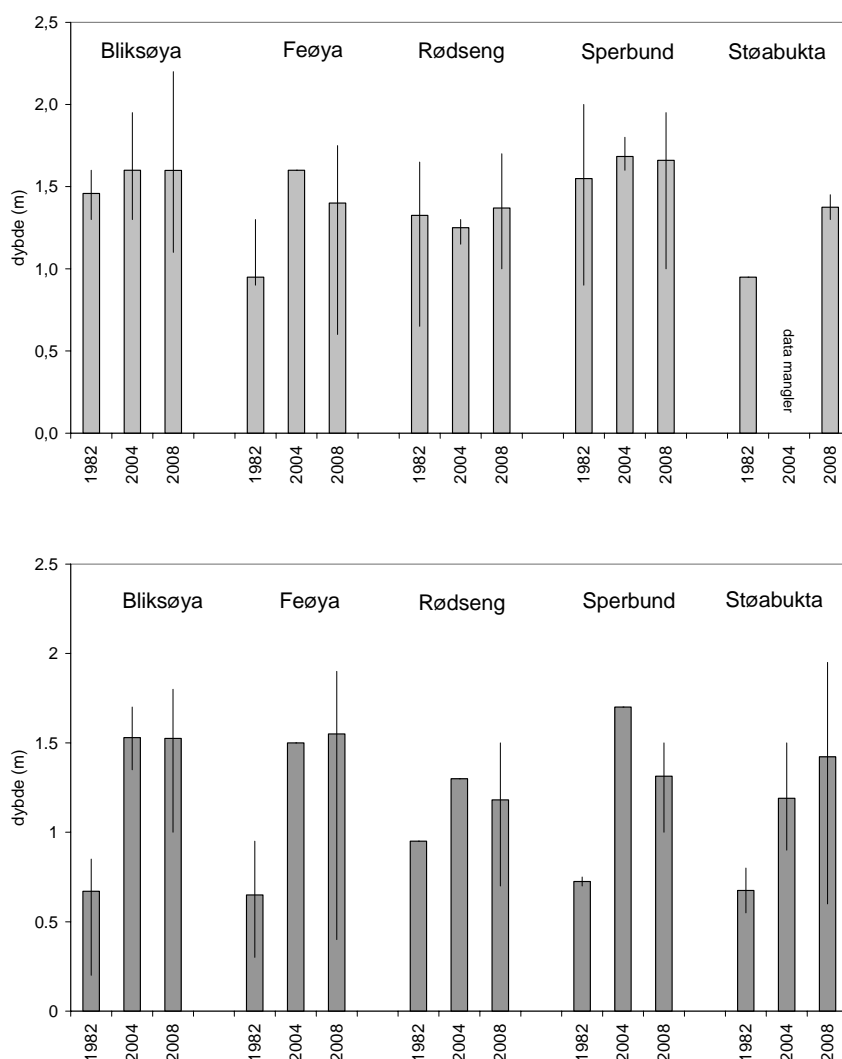 2,5
Bliksøya Feøya Rødseng Sperbund Støabukta
2,0
1,5
dybde (m)
1,0
0,5
data mangler
0,0
1982 2004 2008 1982 2004 2008 1982 2004 2008 1982 2004 2008 1982 2004 2008
2.5
Bliksøya Feøya Rødseng Sperbund Støabukta
2
1.5
dybde (m)
1
0.5
0
1982 2004 2008 1982 2004 2008 1982 2004 2008 1982 2004 2008 1982 2004 2008